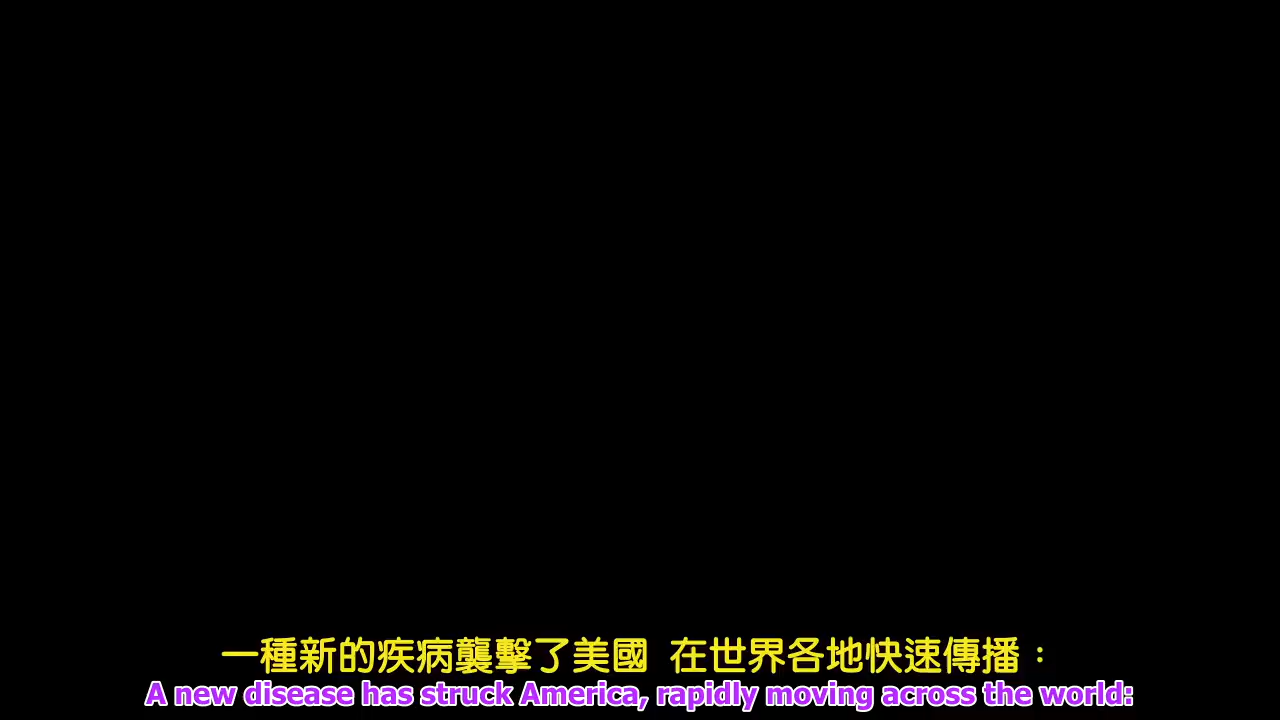 一種新的疾病襲擊了美國 在世界各地快速傳播：
A new disease has struck America, rapidly moving across the world: